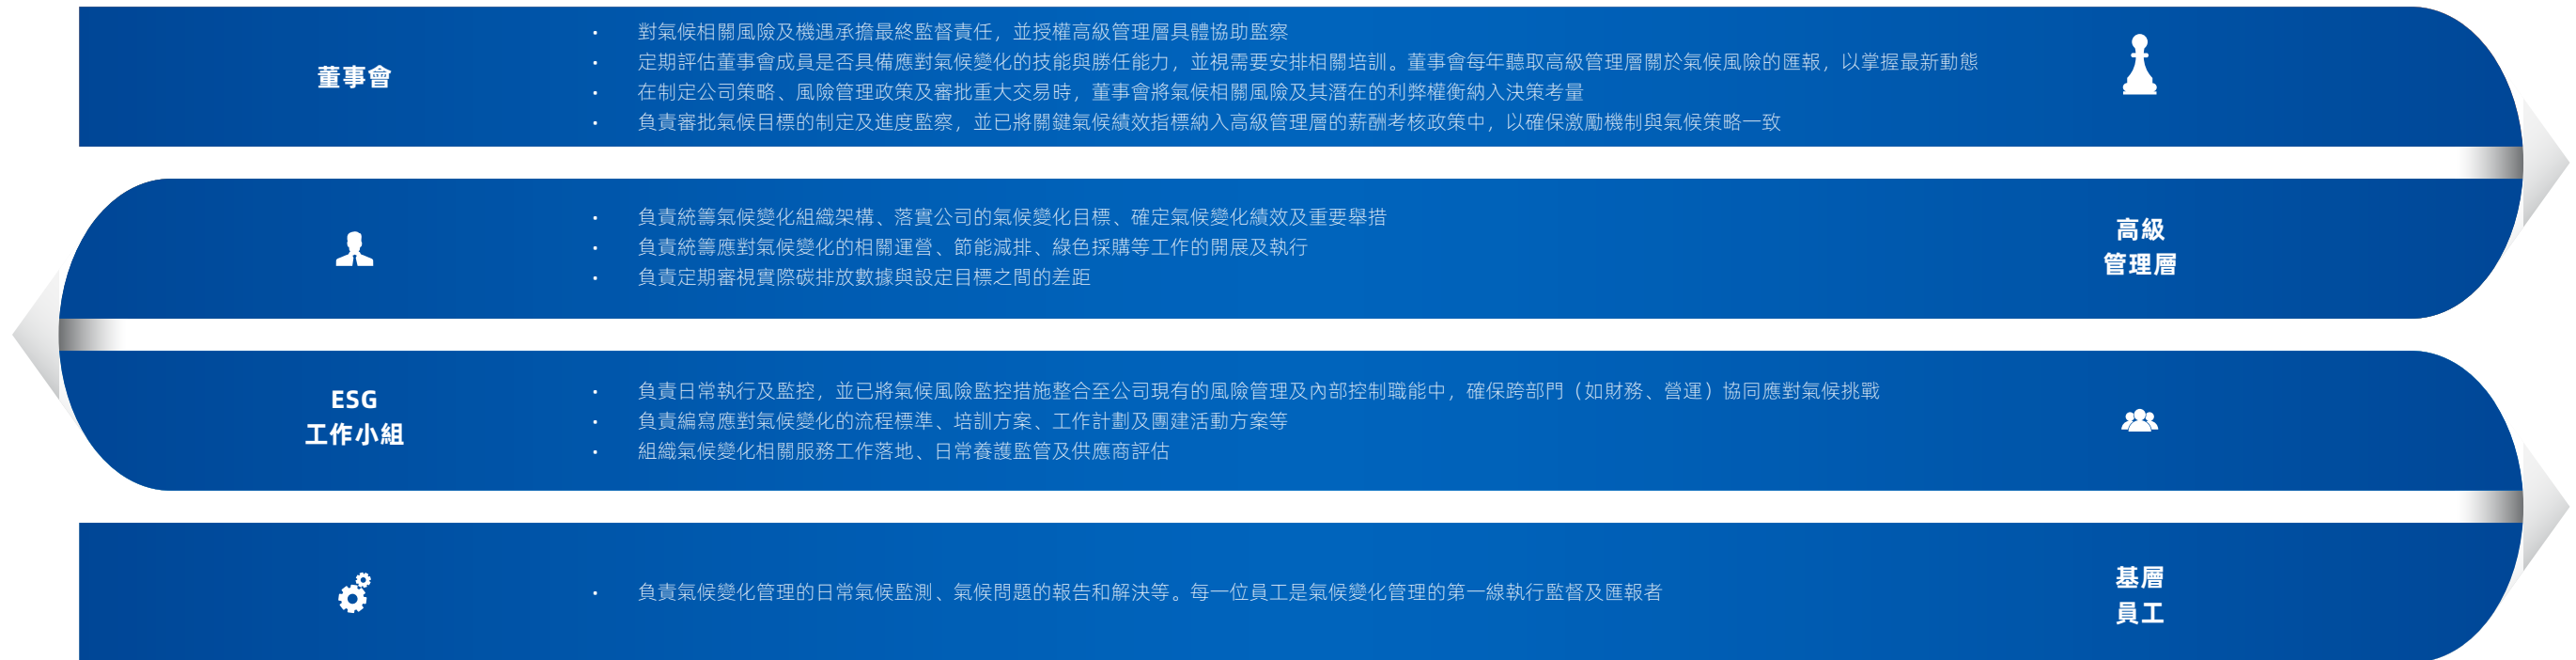 董事會
• 對氣候相關風險及機遇承擔最終監督責任，並授權高級管理層具體協助監察
• 定期評估董事會成員是否具備應對氣候變化的技能與勝任能力，並視需要安排相關培訓。董事會每年聽取高級管理層關於氣候風險的匯報，以掌握最新動態
• 在制定公司策略、風險管理政策及審批重大交易時，董事會將氣候相關風險及其潛在的利弊權衡納入決策考量
• 負責審批氣候目標的制定及進度監察，並已將關鍵氣候績效指標納入高級管理層的薪酬考核政策中，以確保激勵機制與氣候策略一致
高級
管理層
• 負責統籌氣候變化組織架構、落實公司的氣候變化目標、確定氣候變化績效及重要舉措
• 負責統籌應對氣候變化的相關運營、節能減排、綠色採購等工作的開展及執行
• 負責定期審視實際碳排放數據與設定目標之間的差距
ESG
工作小組
• 負責日常執行及監控，並已將氣候風險監控措施整合至公司現有的風險管理及內部控制職能中，確保跨部門（如財務、營運）協同應對氣候挑戰
• 負責編寫應對氣候變化的流程標準、培訓方案、工作計劃及團建活動方案等
• 組織氣候變化相關服務工作落地、日常養護監管及供應商評估
基層
員工
• 負責氣候變化管理的日常氣候監測、氣候問題的報告和解決等。每一位員工是氣候變化管理的第一線執行監督及匯報者